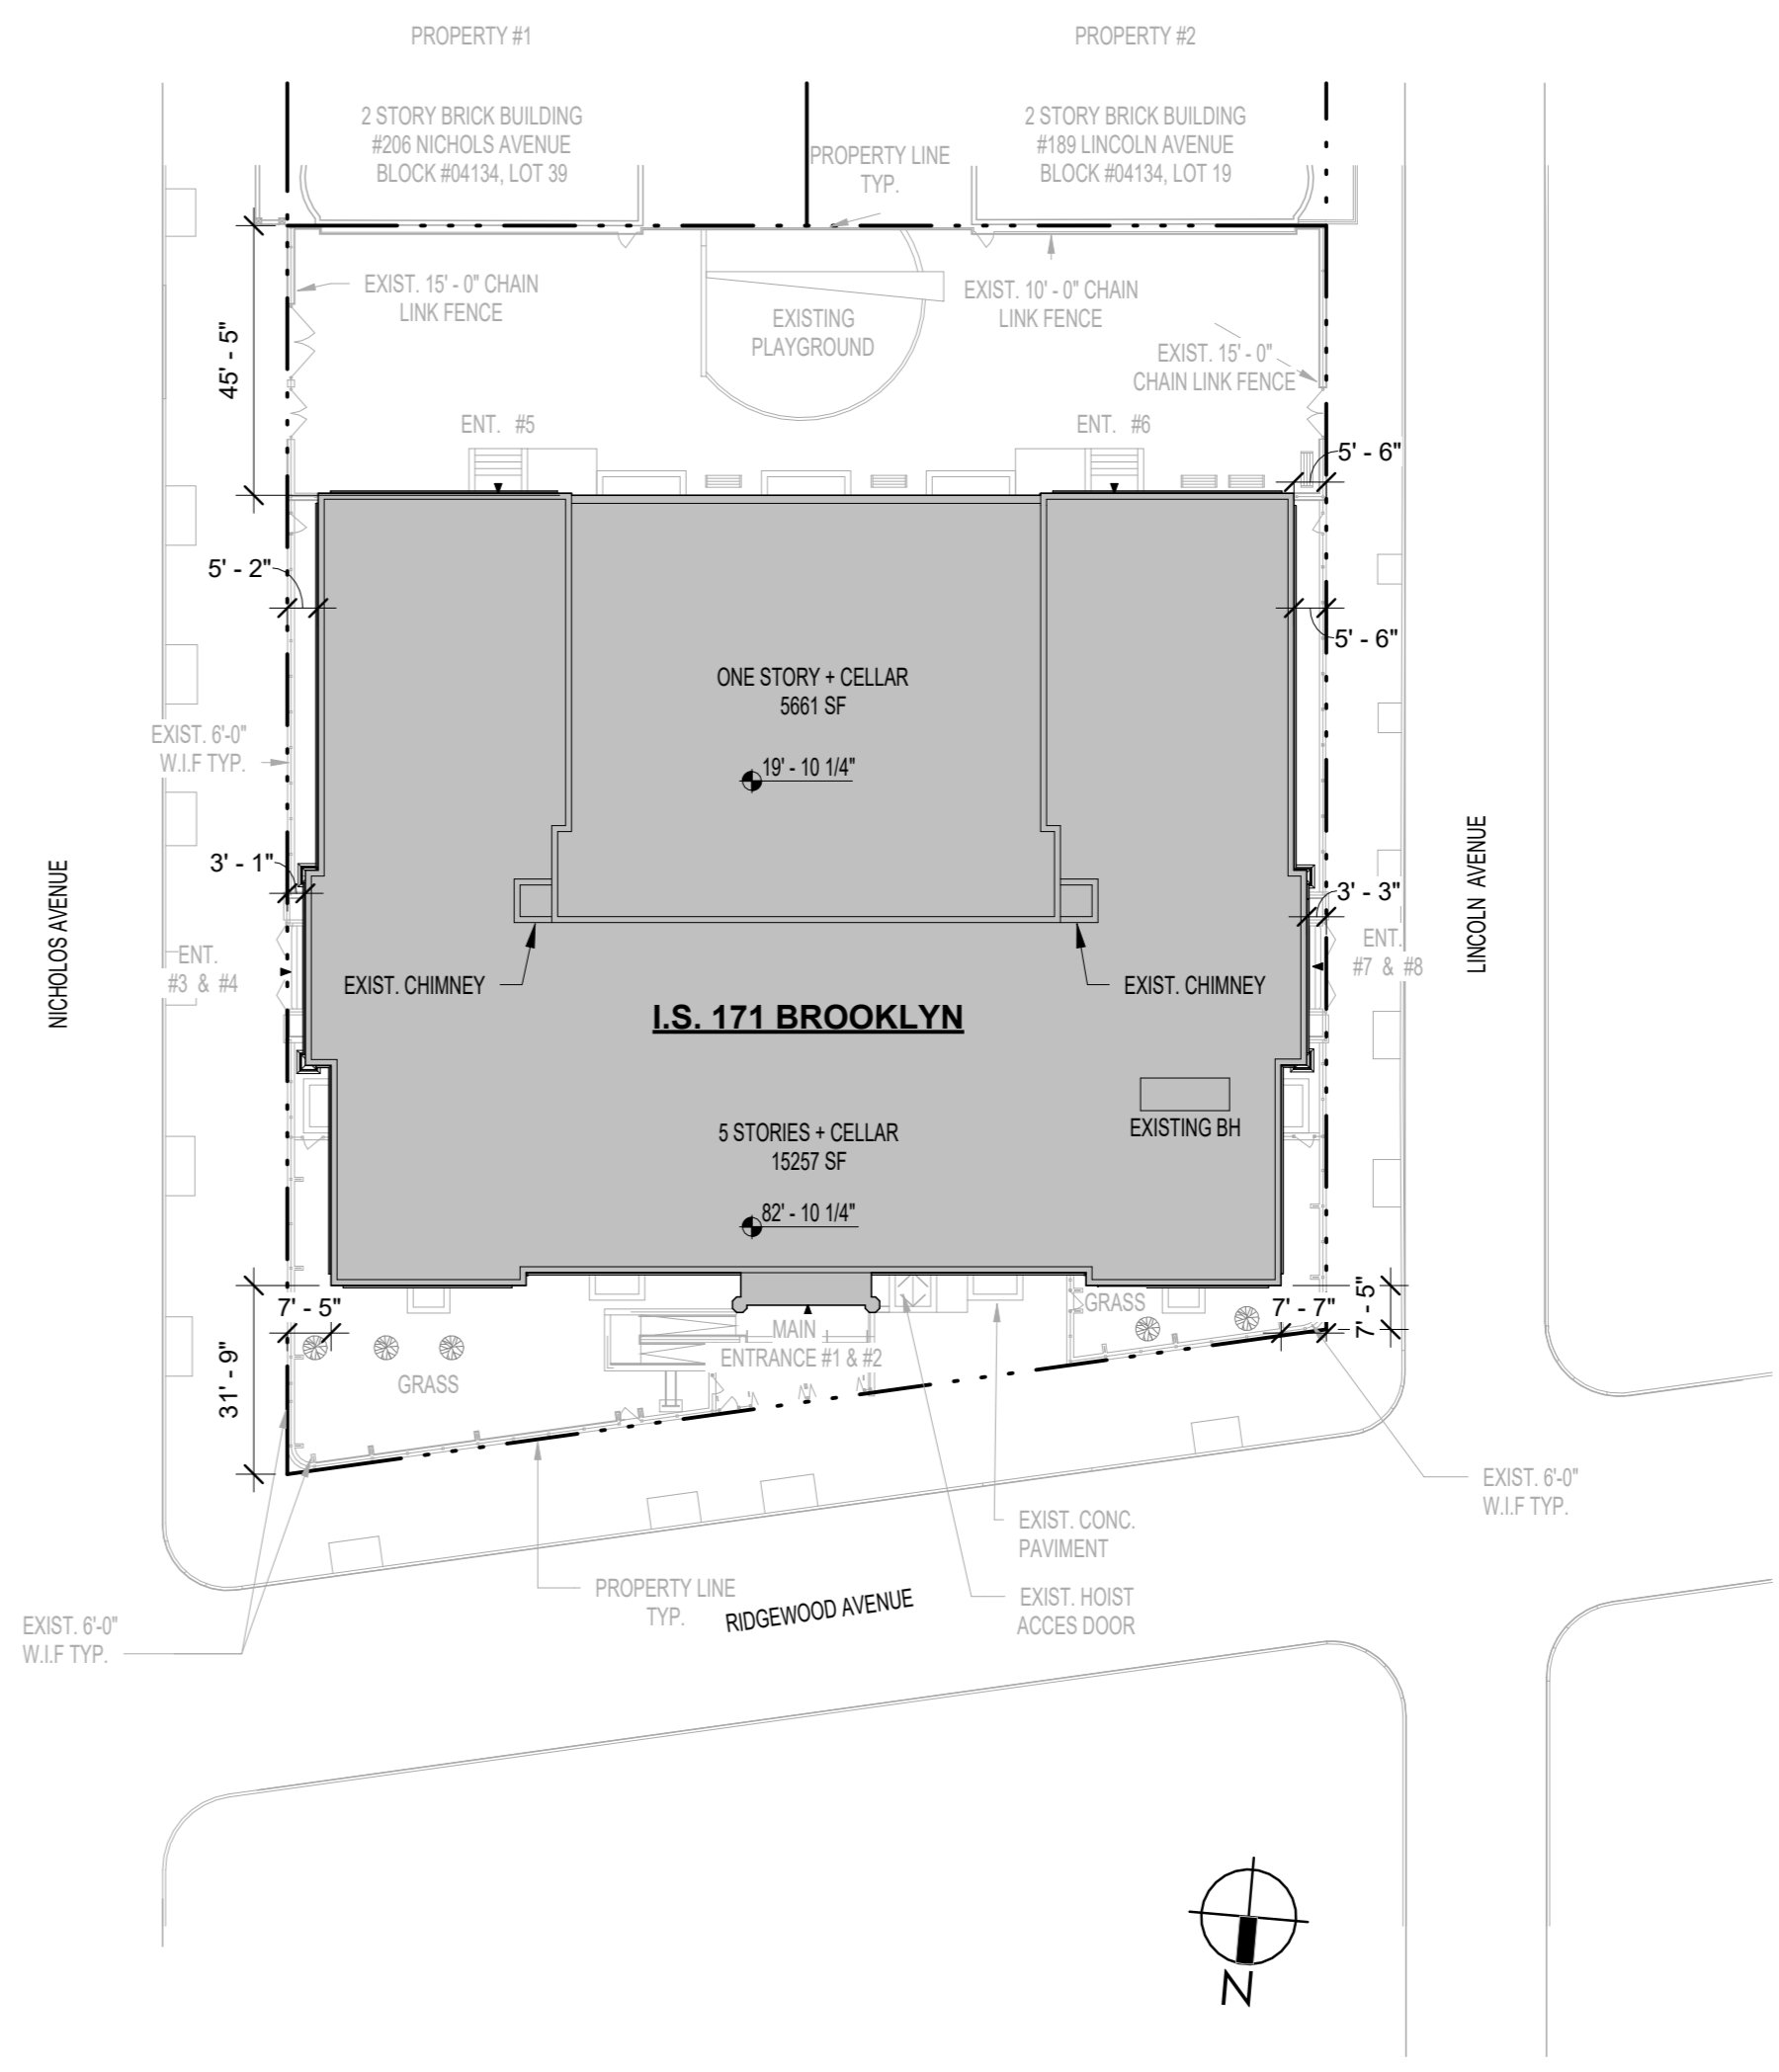 PROPERTY #1
PROPERTY #2
2 STORY BRICK BUILDING
#206 NICHOLS AVENUE
BLOCK #04134, LOT 39
2 STORY BRICK BUILDING
#189 LINCOLN AVENUE
BLOCK #04134, LOT 19
PROPERTY LINE
TYP.
EXIST. 15' - 0" CHAIN
LINK FENCE
EXISTING
PLAYGROUND
EXIST. 10' - 0" CHAIN
LINK FENCE
EXIST. 15' - 0"
CHAIN LINK FENCE
45' - 5"
ENT. #5
ENT. #6
5' - 6"
5' - 2"
5' - 6"
ONE STORY + CELLAR
5661 SF
19' - 10 1/4"
EXIST. 6'-0"
W.I.F TYP.
3' - 1"
3' - 3"
NICHOLOS AVENUE
LINCOLN AVENUE
ENT.
#3 & #4
ENT.
#7 & #8
EXIST. CHIMNEY
EXIST. CHIMNEY
I.S. 171 BROOKLYN
EXISTING BH
5 STORIES + CELLAR
15257 SF
82' - 10 1/4"
7' - 5"
GRASS
7' - 7"
7' - 5"
MAIN
ENTRANCE #1 & #2
GRASS
31' - 9"
EXIST. 6'-0"
W.I.F TYP.
EXIST. CONC.
PAVIMENT
PROPERTY LINE
TYP.
EXIST. HOIST
ACCES DOOR
RIDGEWOOD AVENUE
EXIST. 6'-0"
W.I.F TYP.
N